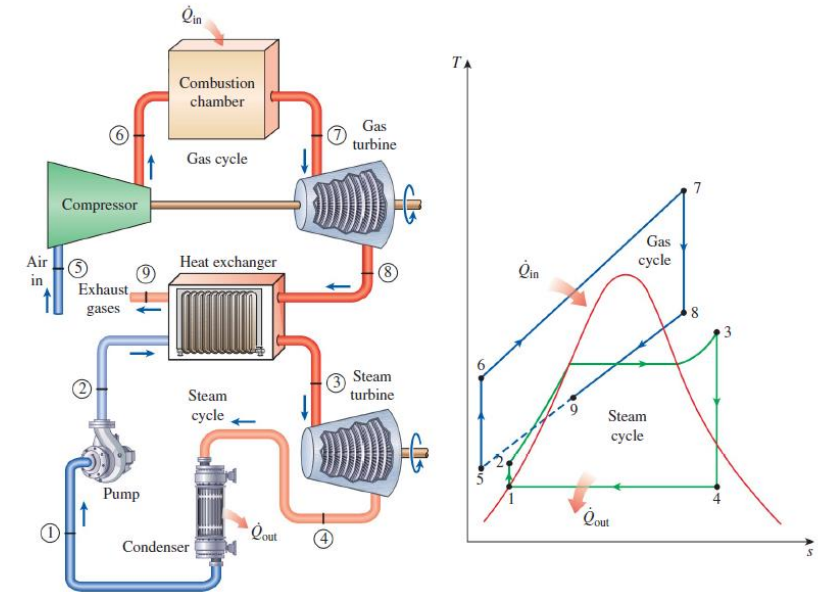 Q̇in
Combustion
chamber
⑥
⑦
Gas
turbine
Gas cycle
Compressor
Air
in
⑤
⑨
Heat exchanger
⑧
Exhaust
gases
②
③
Steam
turbine
Steam
cycle
Pump
①
Q̇out
④
Condenser
T
7
Gas
cycle
Q̇in
8
3
6
9
Steam
cycle
2
5
1
4
Q̇out
s